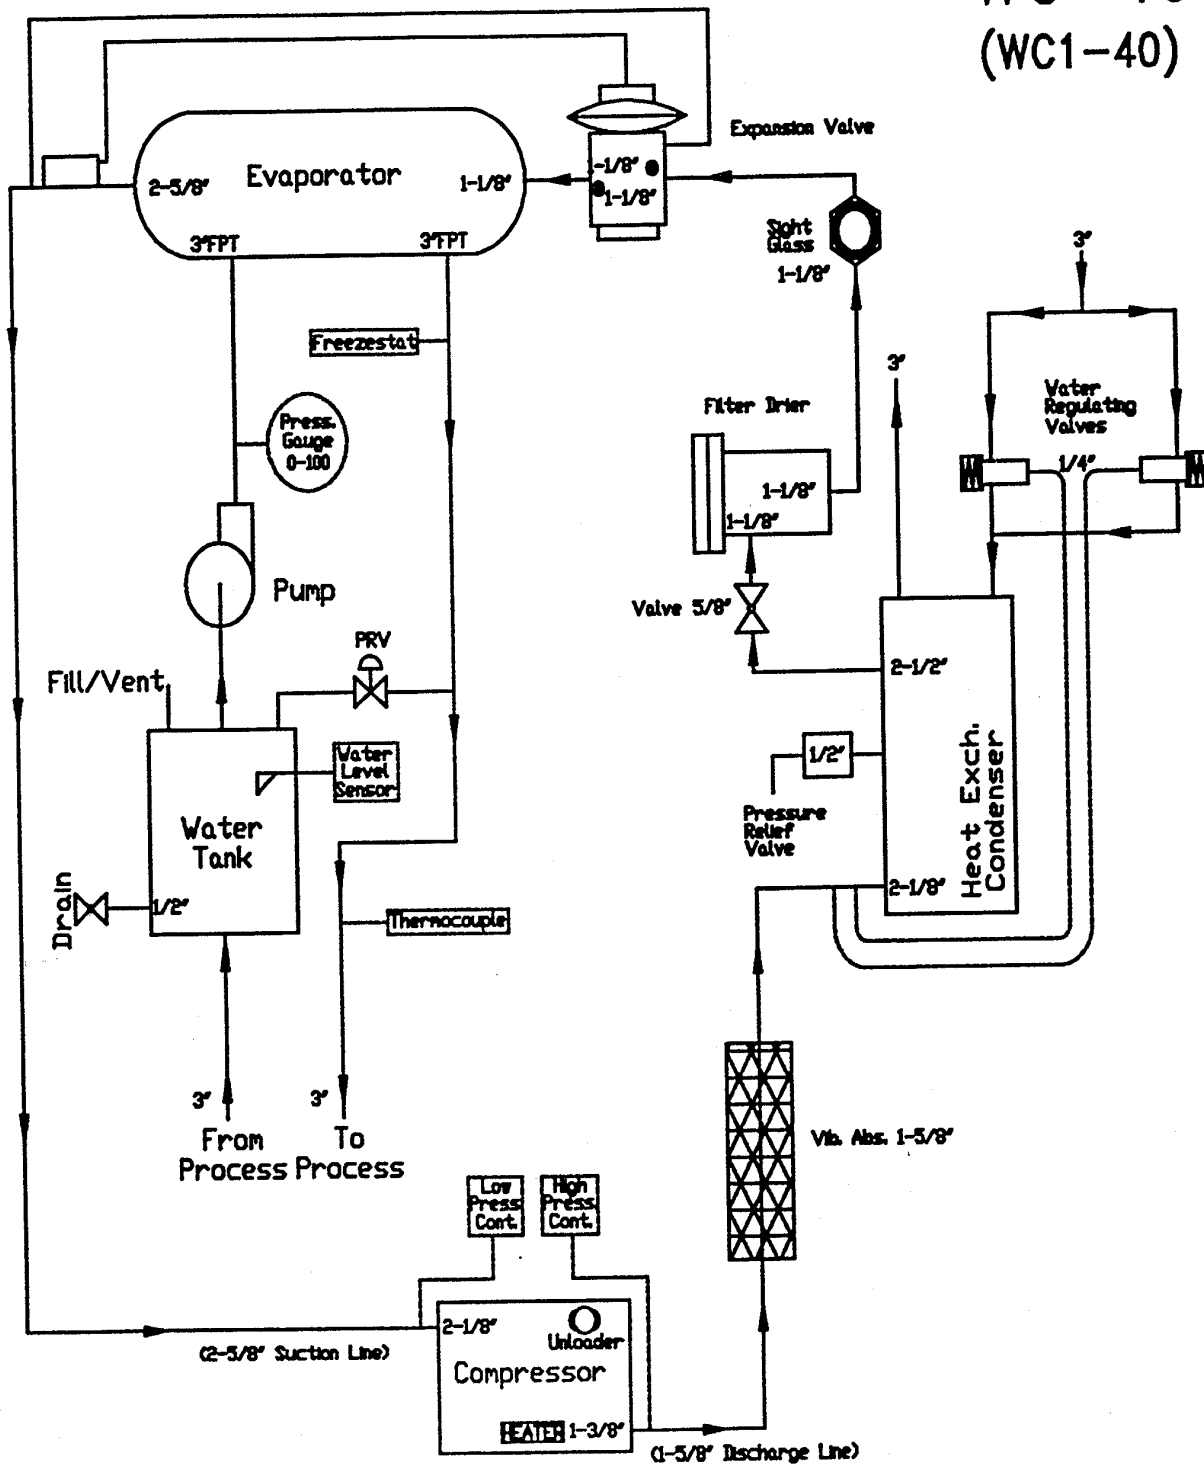 (WC1-40)
Expansion Valve
Evaporator
2-5/8"
1-1/8"
-1/8"
1-1/8"
3"FPT
3"FPT
Sight
Glass
1-1/8"
3"
Freezestat
3"
Water
Regulating
Valves
1/4"
Filter Drier
Press.
Gauge
0-100
1-1/8"
1-1/8"
Pump
Valve 5/8"
PRV
Fill/Vent
2-1/2"
Water
Level
Sensor
1/2"
Pressure
Relief
Valve
Heat Exch.
Condenser
Water
Tank
2-1/8"
Drain
1/2"
Thermocouple
3"
3"
From
Process
To
Process
Vib. Abs. 1-5/8"
Low
Press
Cont.
High
Press
Cont.
2-1/8"
Unloader
(2-5/8" Suction Line)
Compressor
HEATER
1-3/8"
(1-5/8" Discharge Line)